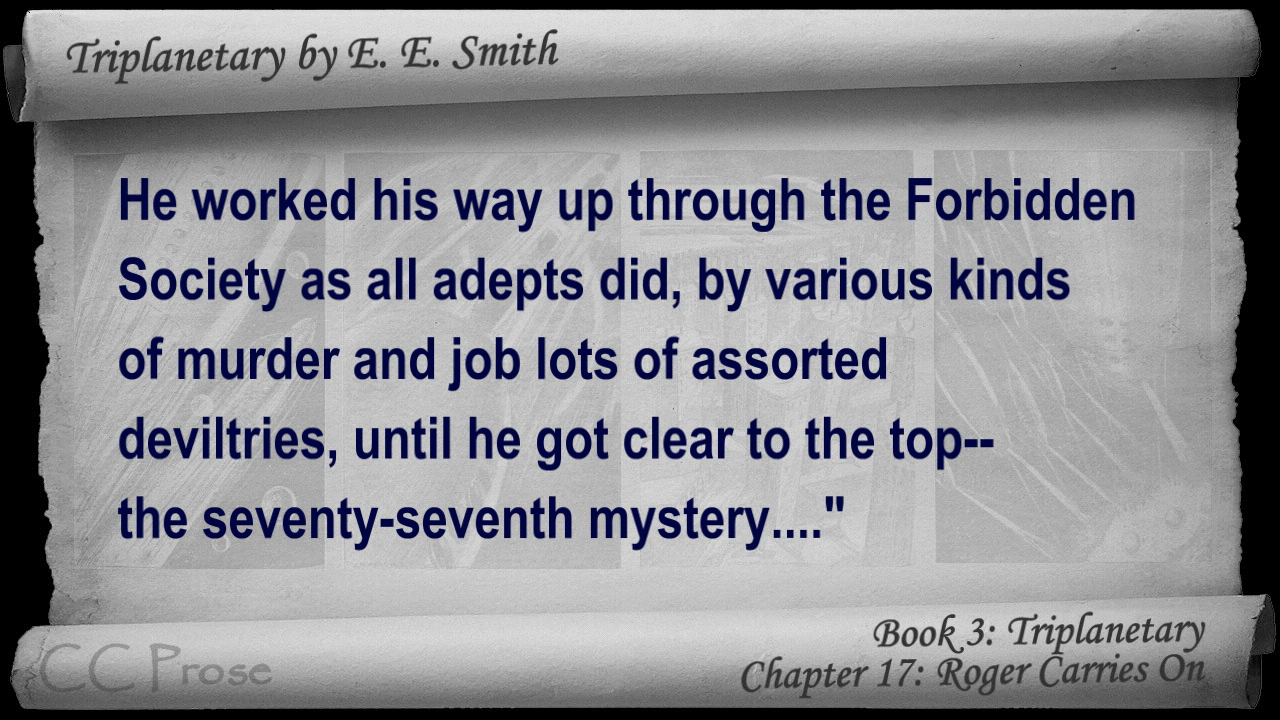 Triplanetary by E. E. Smith
He worked his way up through the Forbidden
Society as all adepts did, by various kinds
of murder and job lots of assorted
deviltries, until he got clear to the top--
the seventy-seventh mystery...."
Book 3: Triplanetary
Chapter 17: Roger Carries On
CC Prose